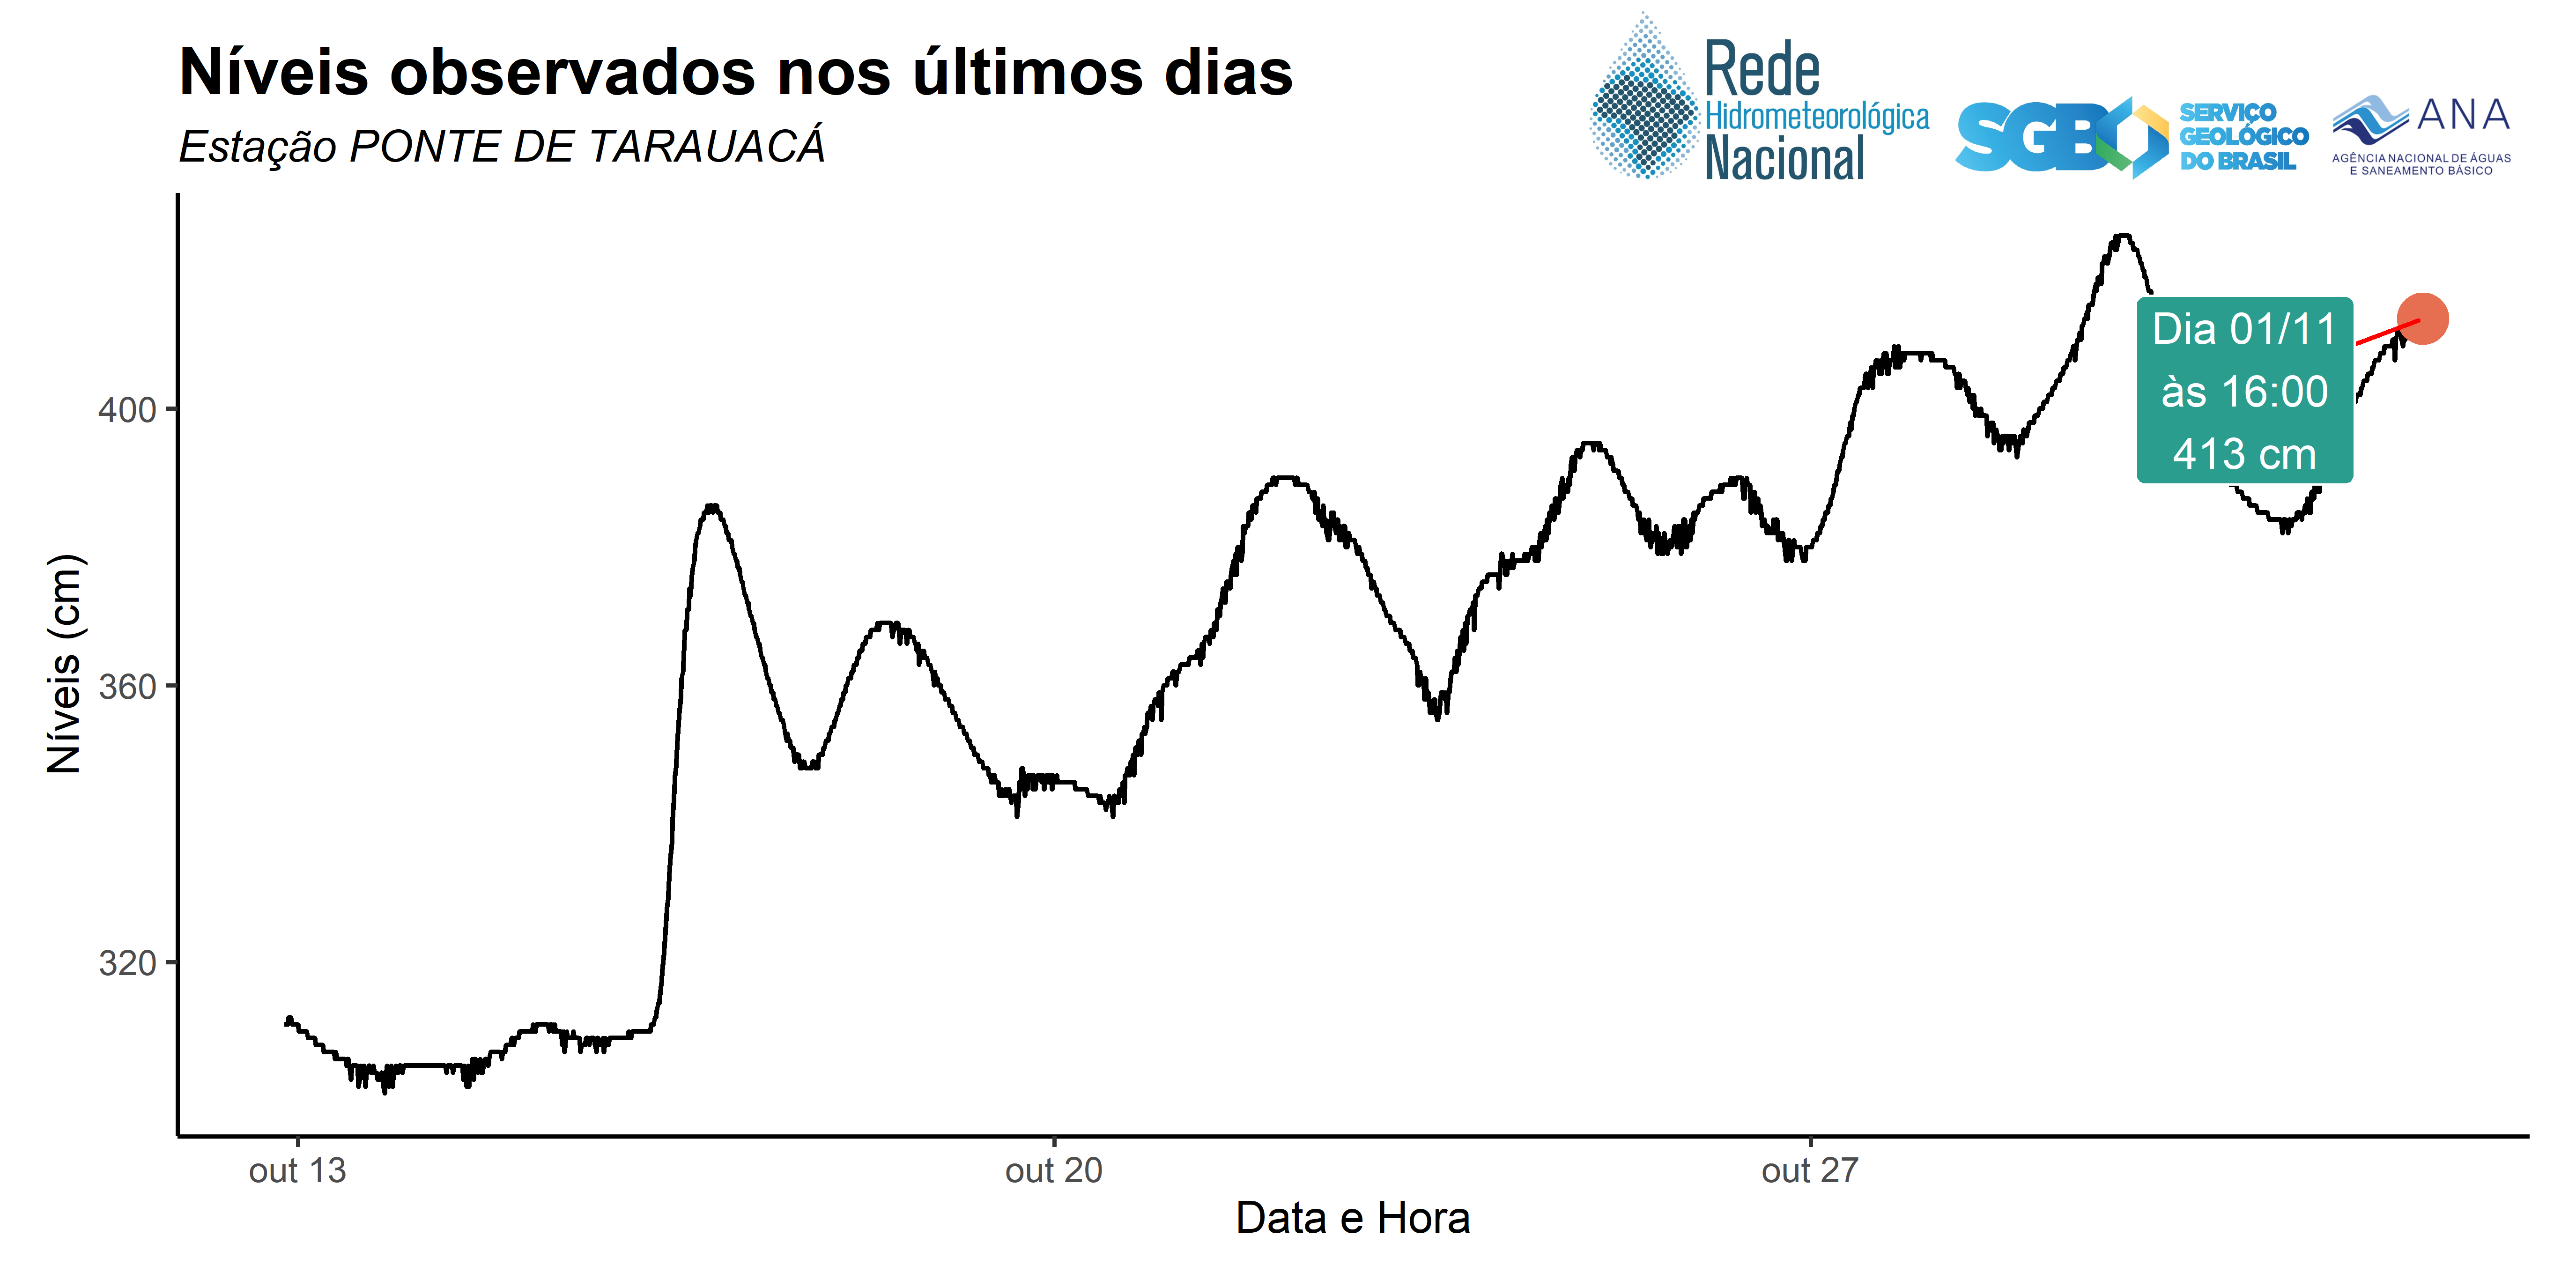 Níveis observados nos últimos dias
Estação PONTE DE TARAUACÁ
Rede
Hidrometeorológica
Nacional
SGB
SERVIÇO
GEOLÓGICO
DO BRASIL
ANA
AGÊNCIA NACIONAL DE ÁGUAS
E SANEAMENTO BÁSICO
Níveis (cm)
400
360
320
Dia 01/11
às 16:00
413 cm
out 13
out 20
out 27
Data e Hora